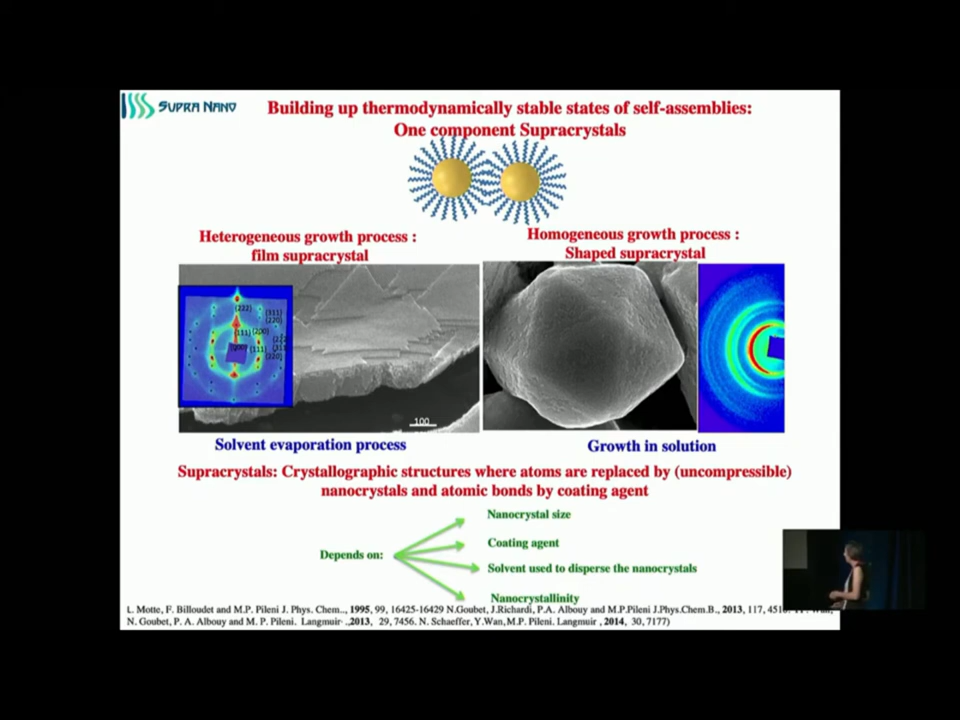 SUPRA NANO
Building up thermodynamically stable states of self-assemblies:
One component Supracrystals
Heterogeneous growth process :
film supracrystal
Homogeneous growth process :
Shaped supracrystal
(222)
(311)
(220)
(111) (200)
(000) (111)
(220)
100
Solvent evaporation process
Growth in solution
Supracrystals: Crystallographic structures where atoms are replaced by (uncompressible)
nanocrystals and atomic bonds by coating agent
Depends on:
Nanocrystal size
Coating agent
Solvent used to disperse the nanocrystals
Nanocrystallinity
L. Motte, F. Billoudet and M.P. Pileni J. Phys. Chem.., 1995, 99, 16425-16429 N.Goubet, J.Richardi, P.A. Albouy and M.P.Pileni J.Phys.Chem.B., 2013, 117,
N. Goubet, P. A. Albouy and M. P. Pileni. Langmuir .,2013, 29, 7456. N. Schaeffer, Y.Wan,M.P. Pileni. Langmuir , 2014, 30, 7177)